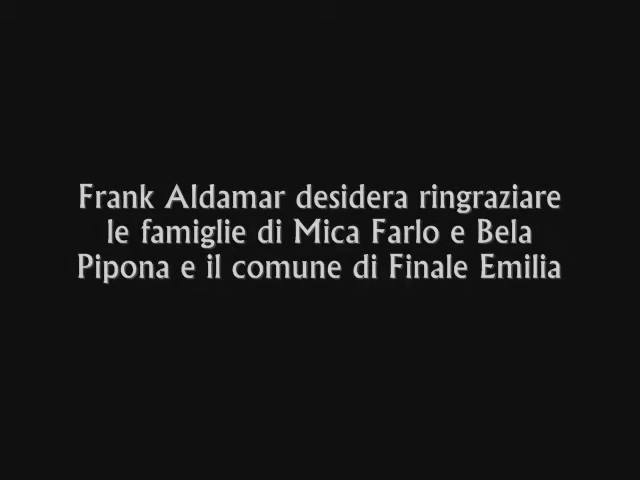 Frank Aldamar desidera ringraziare
le famiglie di Mica Farlo e Bela
Pipona e il comune di Finale Emilia